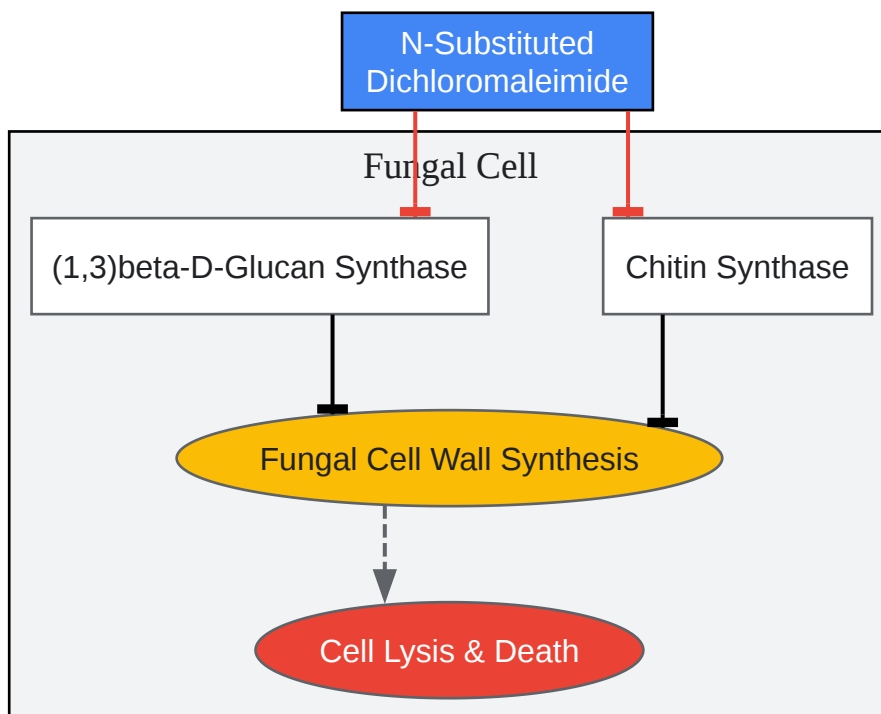 N-Substituted
Dichloromaleimide
Fungal Cell
(1,3)beta-D-Glucan Synthase
Chitin Synthase
Fungal Cell Wall Synthesis
Cell Lysis & Death